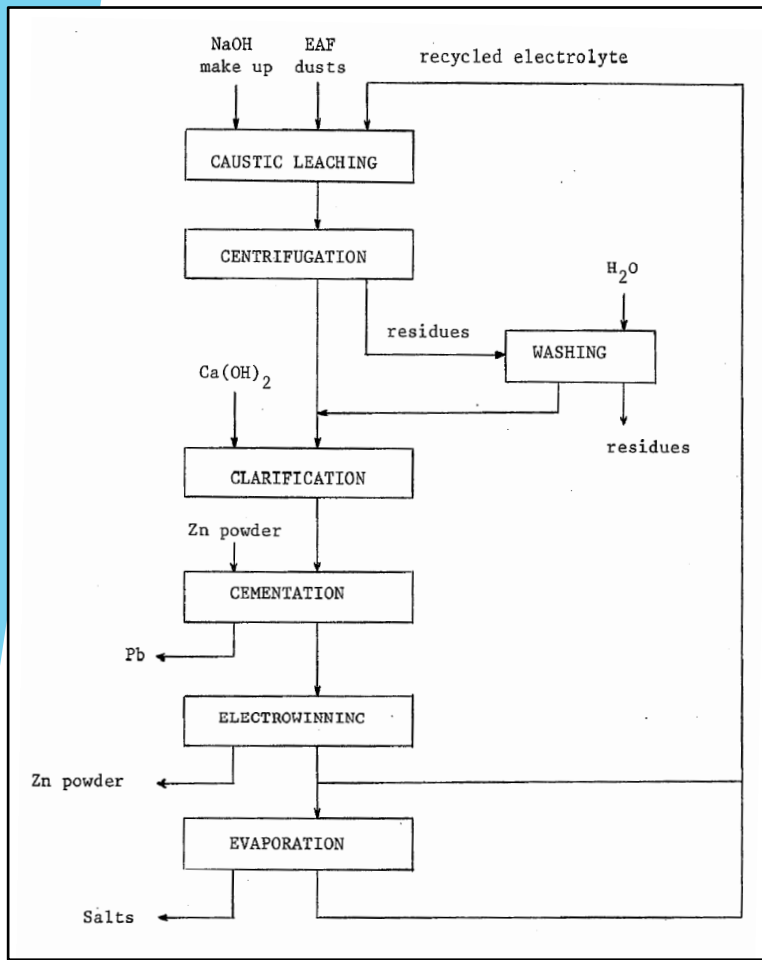 NaOH
make up
EAF
dusts
recycled electrolyte
CAUSTIC LEACHING
CENTRIFUGATION
H2O
residues
WASHING
Ca(OH)2
residues
CLARIFICATION
Zn powder
CEMENTATION
Pb
ELECTROWINNINC
Zn powder
EVAPORATION
Salts